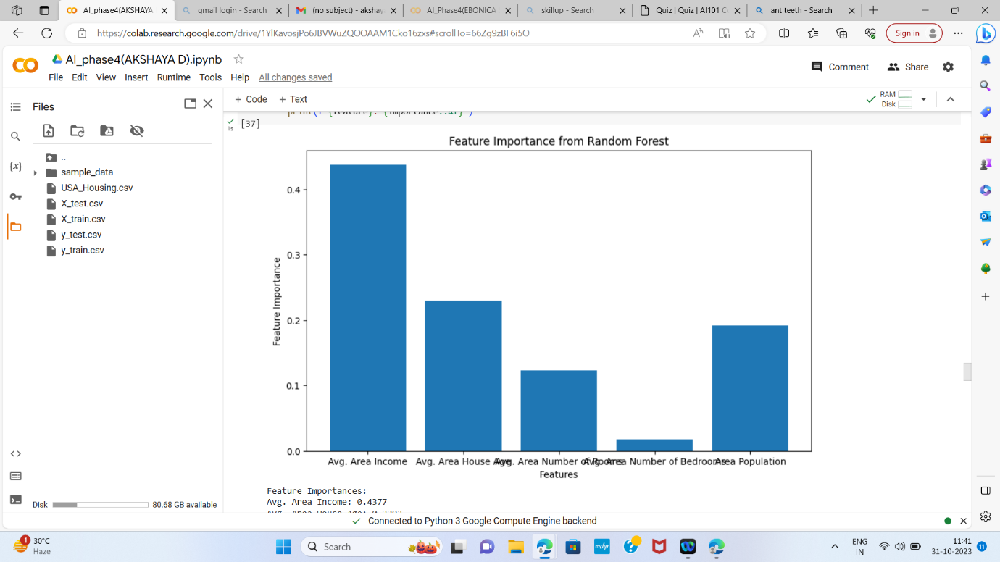 AI_phase4(AKSHAYA
gmail login - Search
(no subject) - akshay
AI_Phase4(EBONICA
skillup - Search
Quiz | Quiz | AI101 C
ant teeth - Search
https://colab.research.google.com/drive/1YlKavosjPo6JBVWuZQOOAAM1Cko16zxs#scrollTo=66Zg9zBF6i5O
Sign in
AI_phase4(AKSHAYA D).ipynb
File Edit View Insert Runtime Tools Help All changes saved
Comment
Share
Files
+ Code + Text
RAM
Disk
print(f"{feature}: {importance:.4f}")
1s
[37]
..
sample_data
USA_Housing.csv
X_test.csv
X_train.csv
y_test.csv
y_train.csv
{x}
Feature Importance from Random Forest
0.4
0.3
0.2
0.1
0.0
Feature Importance
Avg. Area Income
Avg. Area House Age
Avg. Area Number of Rooms
Avg. Area Number of Bedrooms
Area Population
Features
Feature Importances:
Avg. Area Income: 0.4377
Disk
80.68 GB available
Connected to Python 3 Google Compute Engine backend
1
30°C
Haze
Search
myhp
ENG
IN
11:41
31-10-2023
11